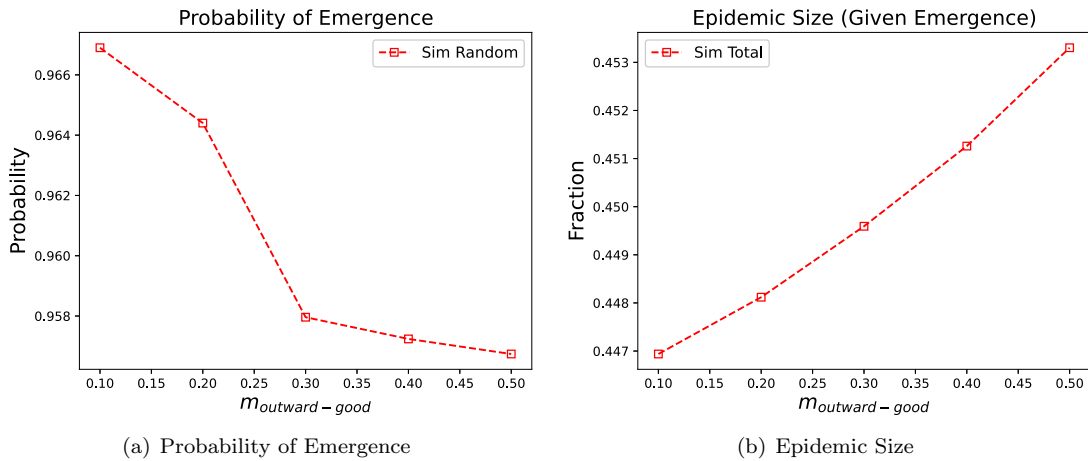 Probability of Emergence
Sim Random
Probability
0.966
0.964
0.962
0.960
0.958
0.10 0.15 0.20 0.25 0.30 0.35 0.40 0.45 0.50
m_{outward-good}
(a) Probability of Emergence
Epidemic Size (Given Emergence)
Sim Total
Fraction
0.453
0.452
0.451
0.450
0.449
0.448
0.447
0.10 0.15 0.20 0.25 0.30 0.35 0.40 0.45 0.50
m_{outward-good}
(b) Epidemic Size